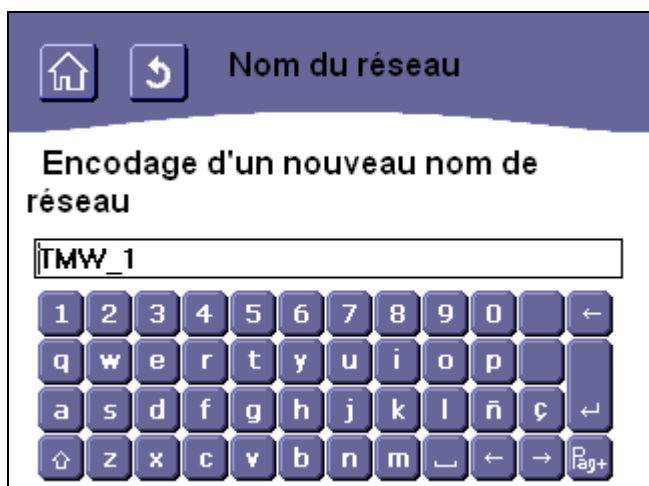 Nom du réseau
Encodage d'un nouveau nom de
réseau
TMW_1
1 2 3 4 5 6 7 8 9 0 ←
q w e r t y u i o p
a s d f g h j k l ñ ç ↵
⇧ z x c v b n m ⎵ ← → Pag+